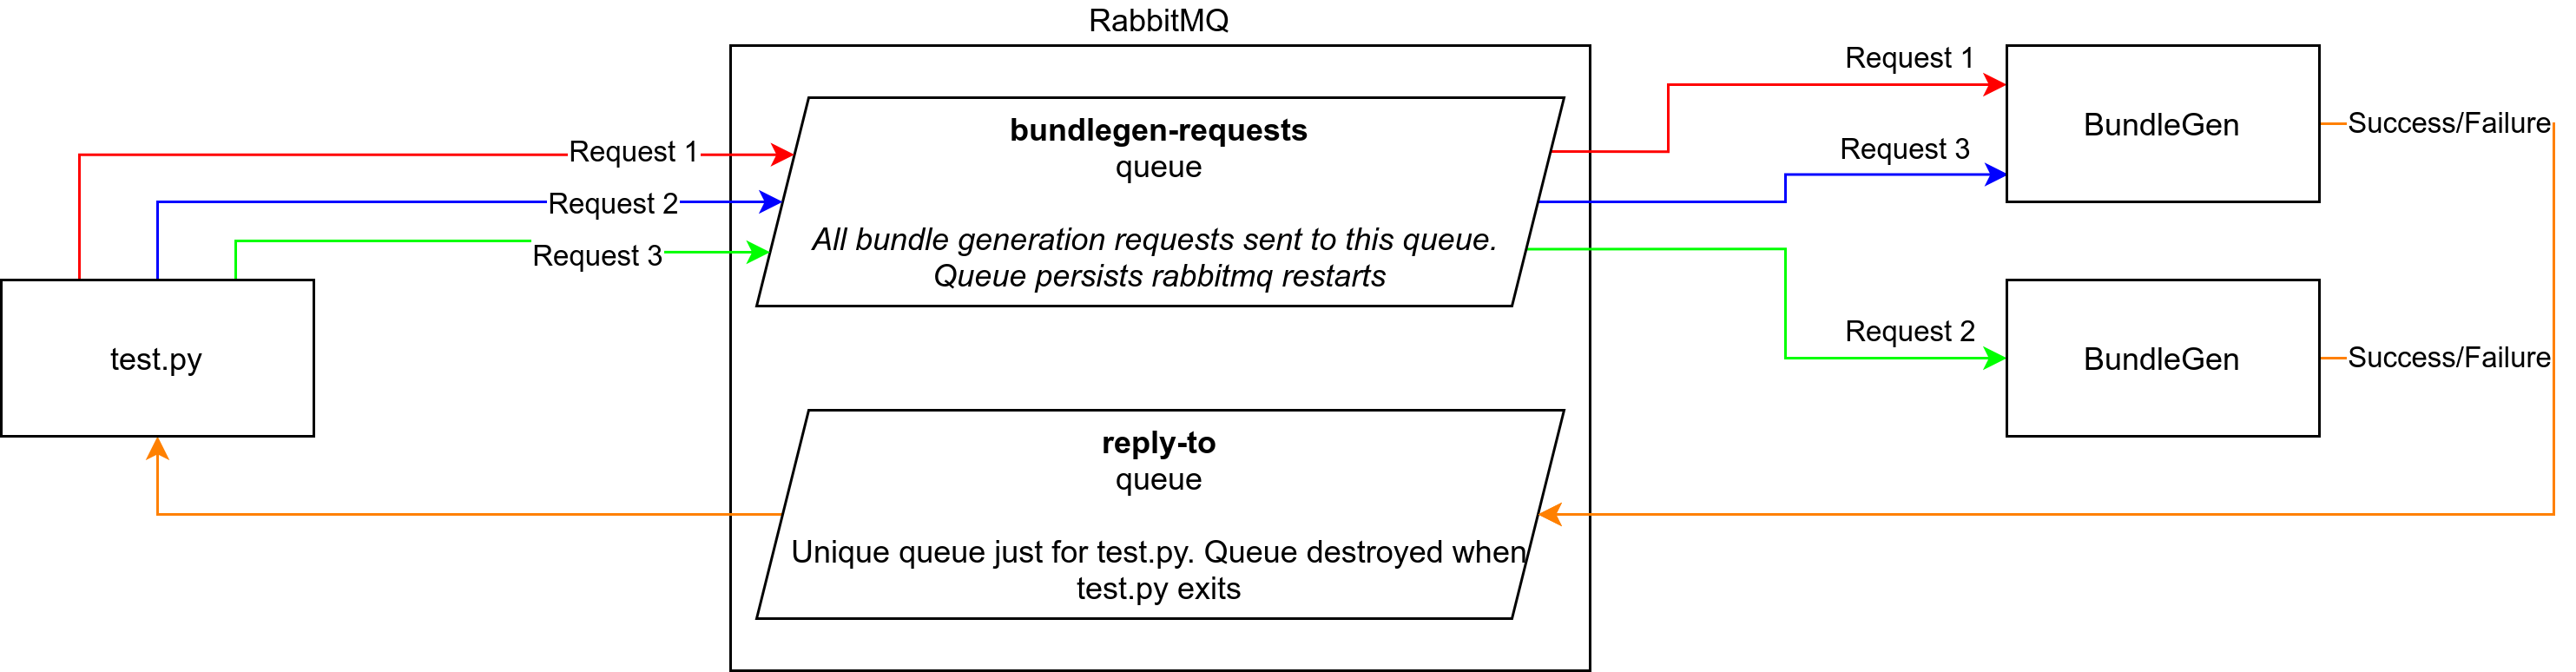 RabbitMQ
Request 1
Request 2
Request 3
test.py
bundlegen-requests
queue
All bundle generation requests sent to this queue.
Queue persists rabbitmq restarts
reply-to
queue
Unique queue just for test.py. Queue destroyed when
test.py exits
Request 1
Request 3
Request 2
BundleGen
Success/Failure
BundleGen
Success/Failure